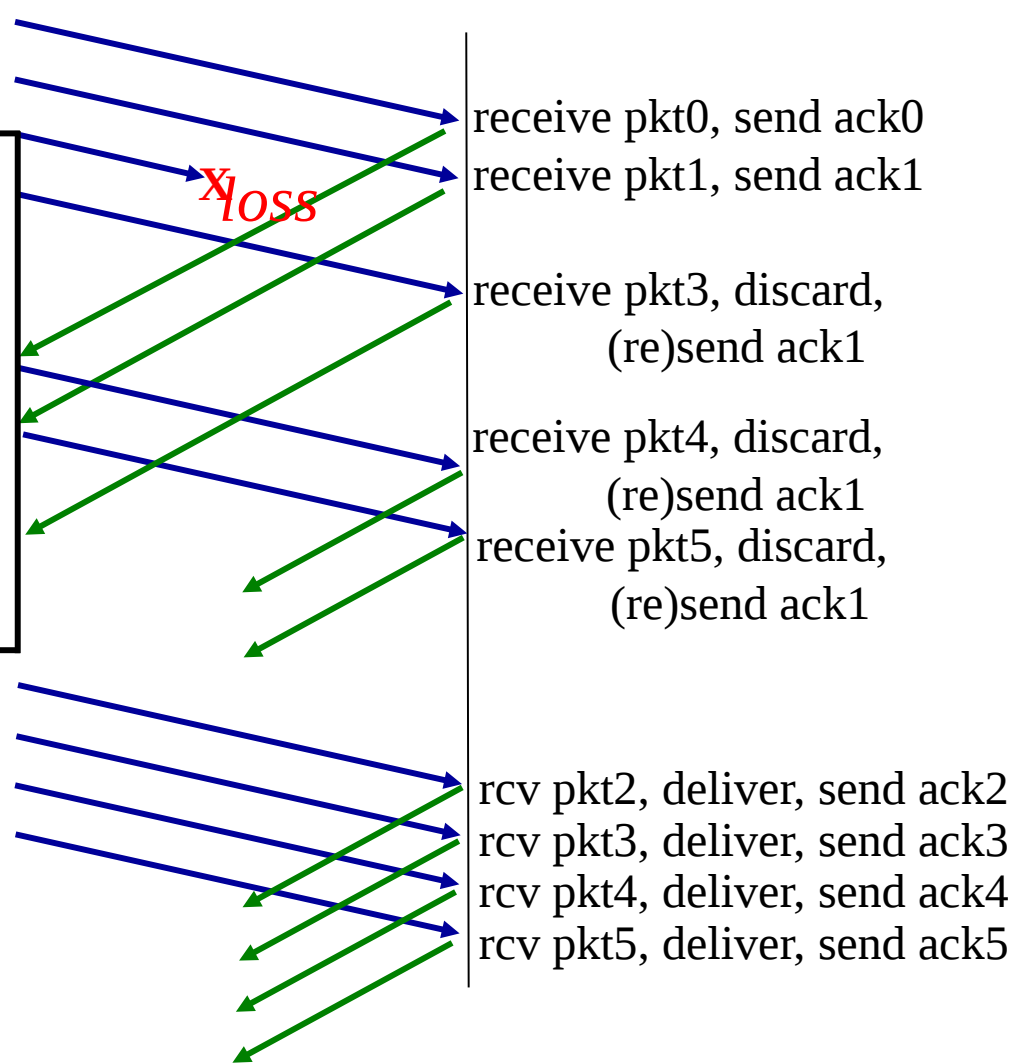 receive pkt0, send ack0
receive pkt1, send ack1
X
loss
receive pkt3, discard,
(re)send ack1
receive pkt4, discard,
(re)send ack1
receive pkt5, discard,
(re)send ack1
rcv pkt2, deliver, send ack2
rcv pkt3, deliver, send ack3
rcv pkt4, deliver, send ack4
rcv pkt5, deliver, send ack5